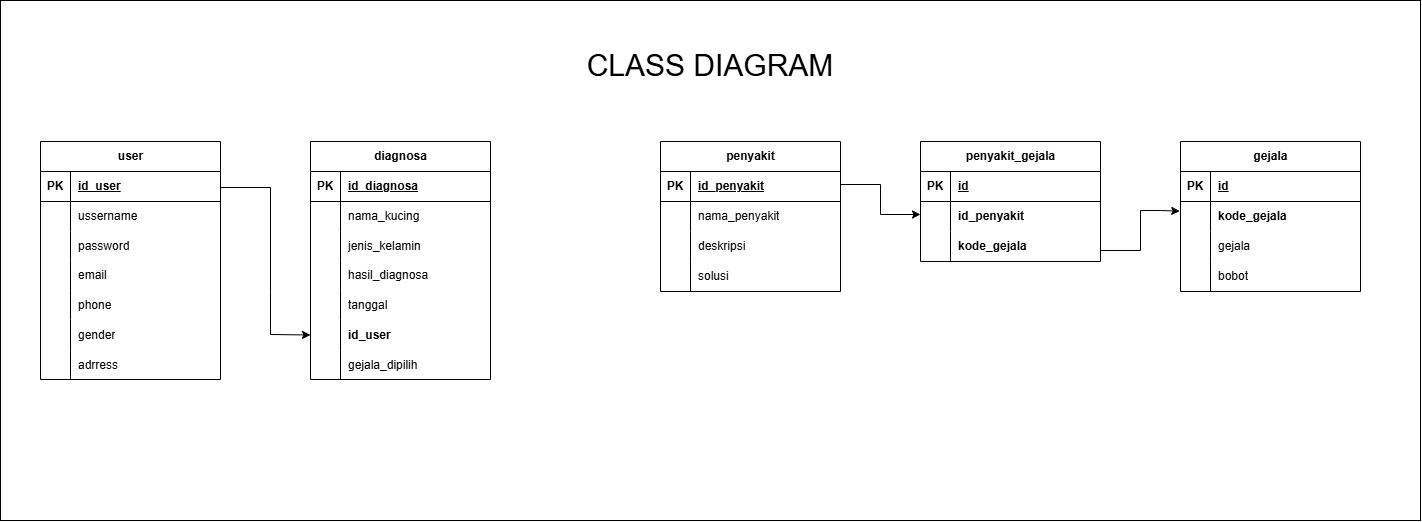 CLASS DIAGRAM
user
PK id_user
ussername
password
email
phone
gender
adrress
diagnosa
PK id_diagnosa
nama_kucing
jenis_kelamin
hasil_diagnosa
tanggal
id_user
gejala_dipilih
penyakit
PK id_penyakit
nama_penyakit
deskripsi
solusi
penyakit_gejala
PK id
id_penyakit
kode_gejala
gejala
PK id
kode_gejala
gejala
bobot